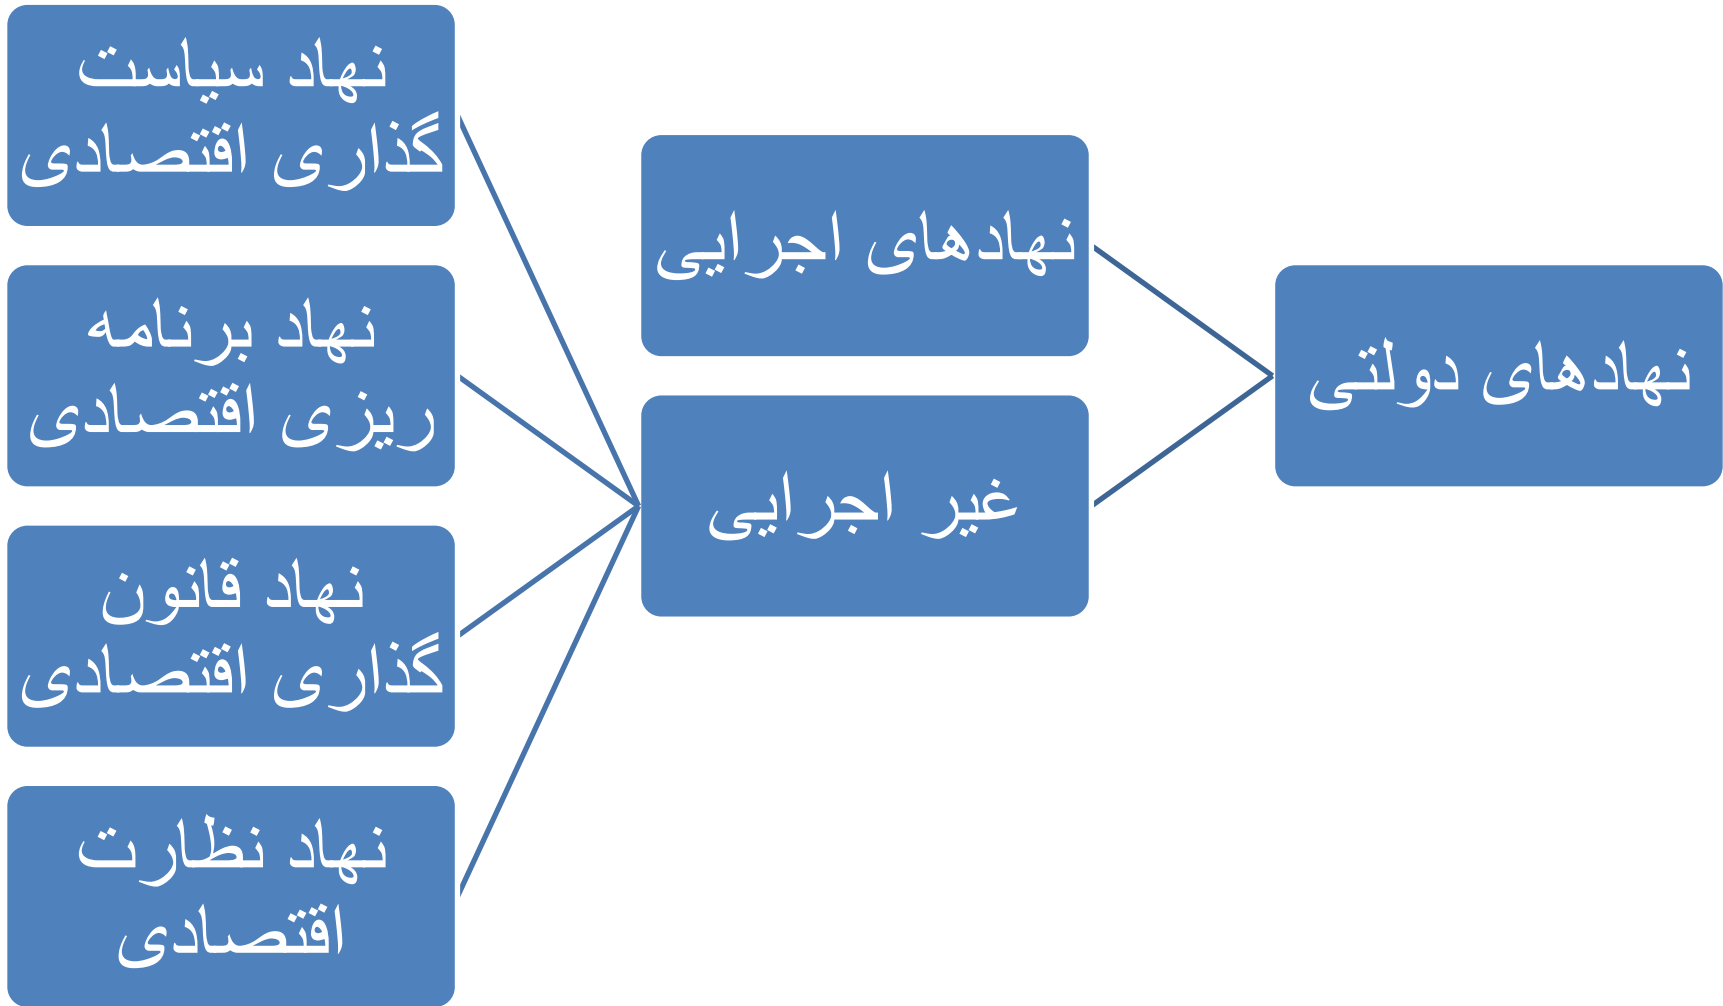 نهادهای دولتی
نهادهای اجرایی
غیر اجرایی
نهاد سیاست
گذاری اقتصادی
نهاد برنامه
ریزی اقتصادی
نهاد قانون
گذاری اقتصادی
نهاد نظارت
اقتصادی